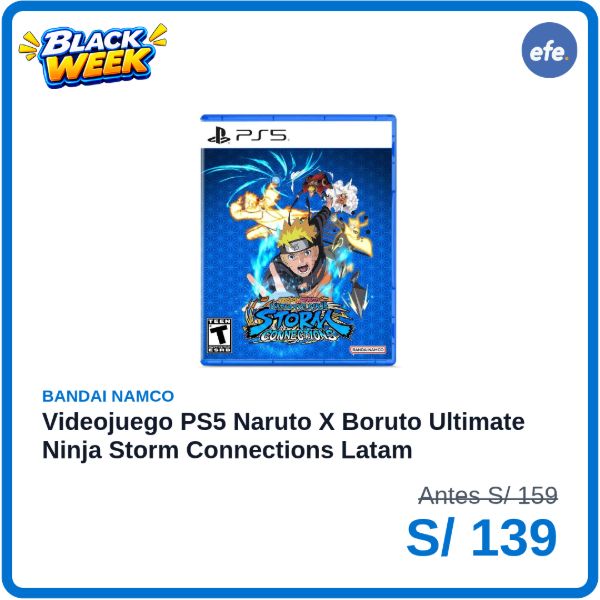 BLACK
WEEK
efe.
PS5
STORM
CONNECTIONS
TEEN
T
ESRB
BANDAI NAMCO
BANDAI NAMCO
Videojuego PS5 Naruto X Boruto Ultimate
Ninja Storm Connections Latam
Antes S/ 159
S/ 139